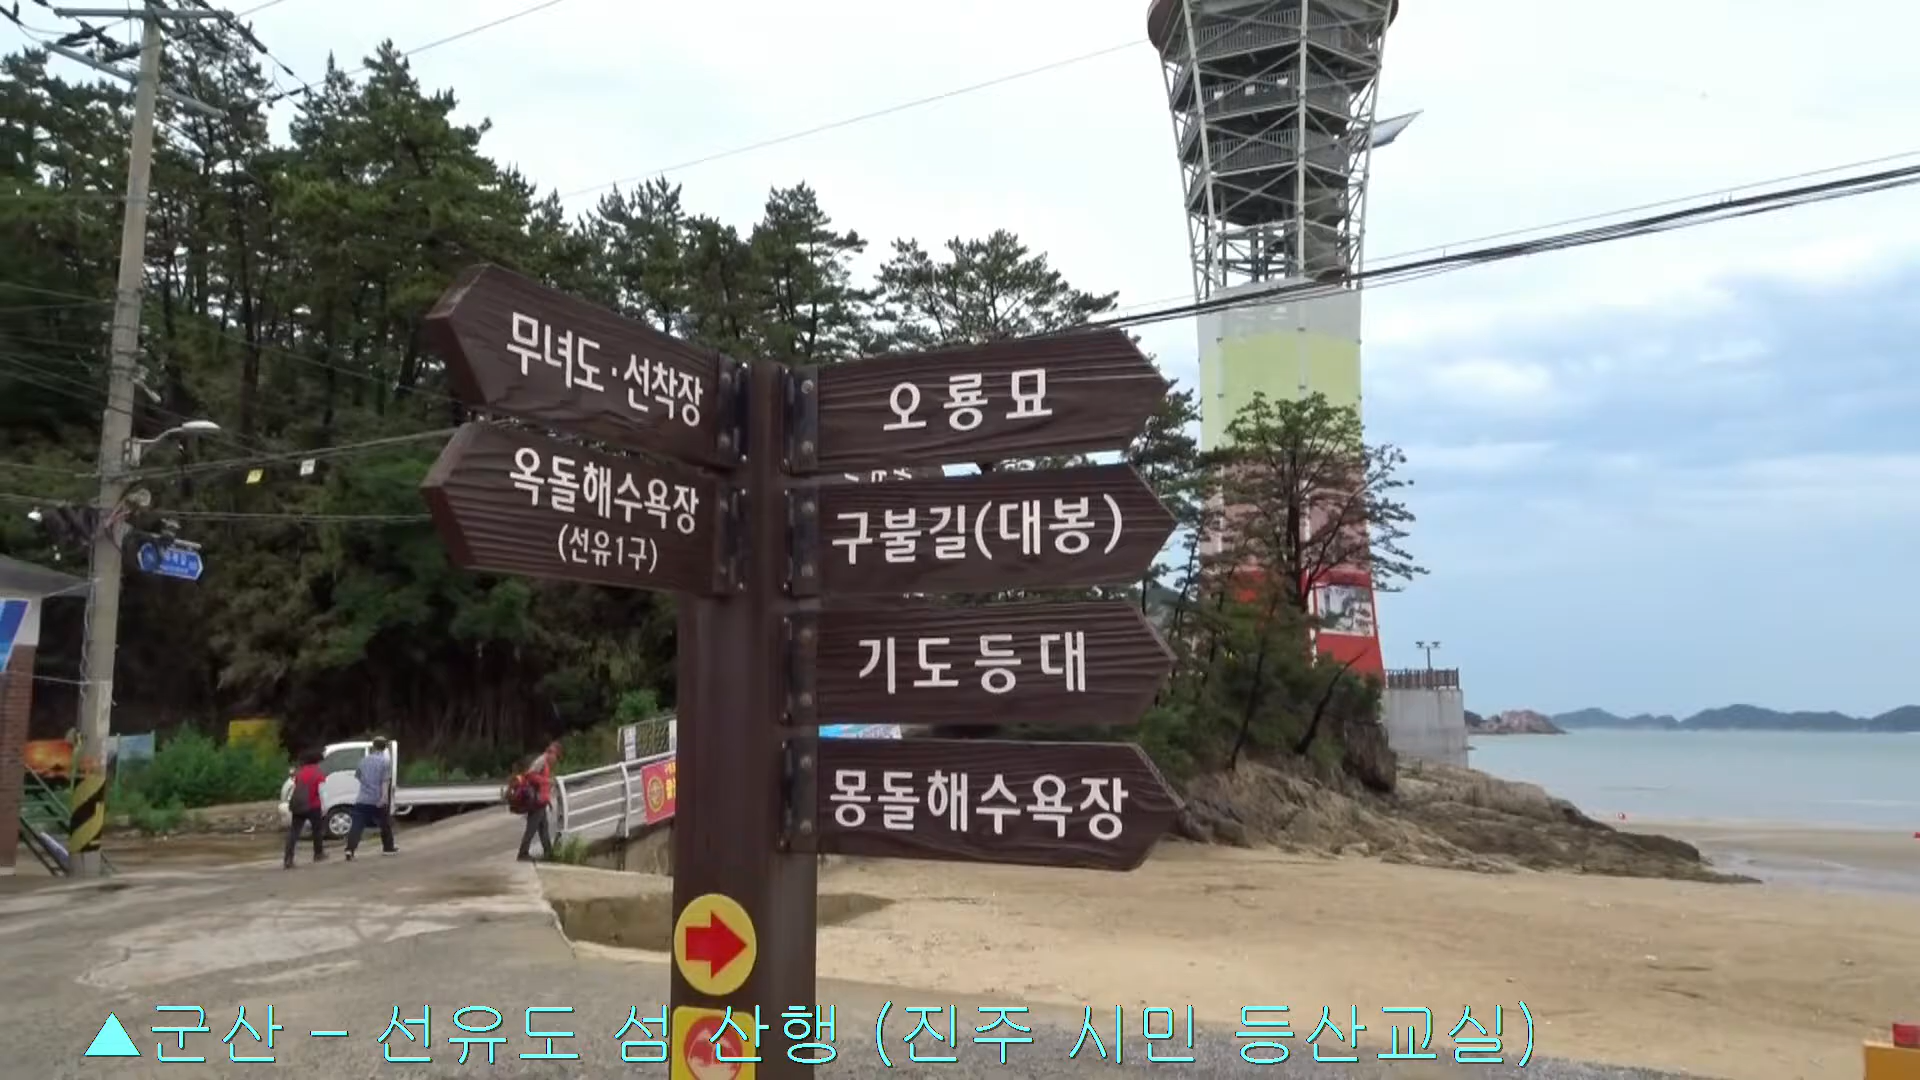 무녀도·선착장
옥돌해수욕장
(선유1구)
오룡묘
구불길(대봉)
기도등대
몽돌해수욕장
▲군산 - 선유도 섬 산행 (진주 시민 등산교실)